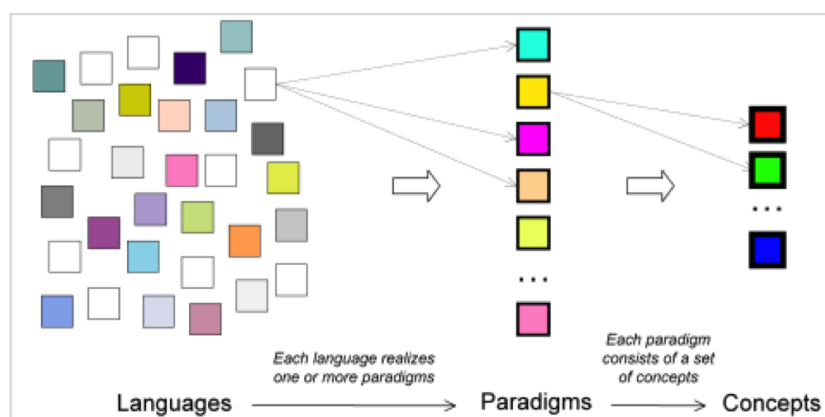 ...
...
Each language realizes
one or more paradigms
Each paradigm
consists of a set
of concepts
Languages
Paradigms
Concepts